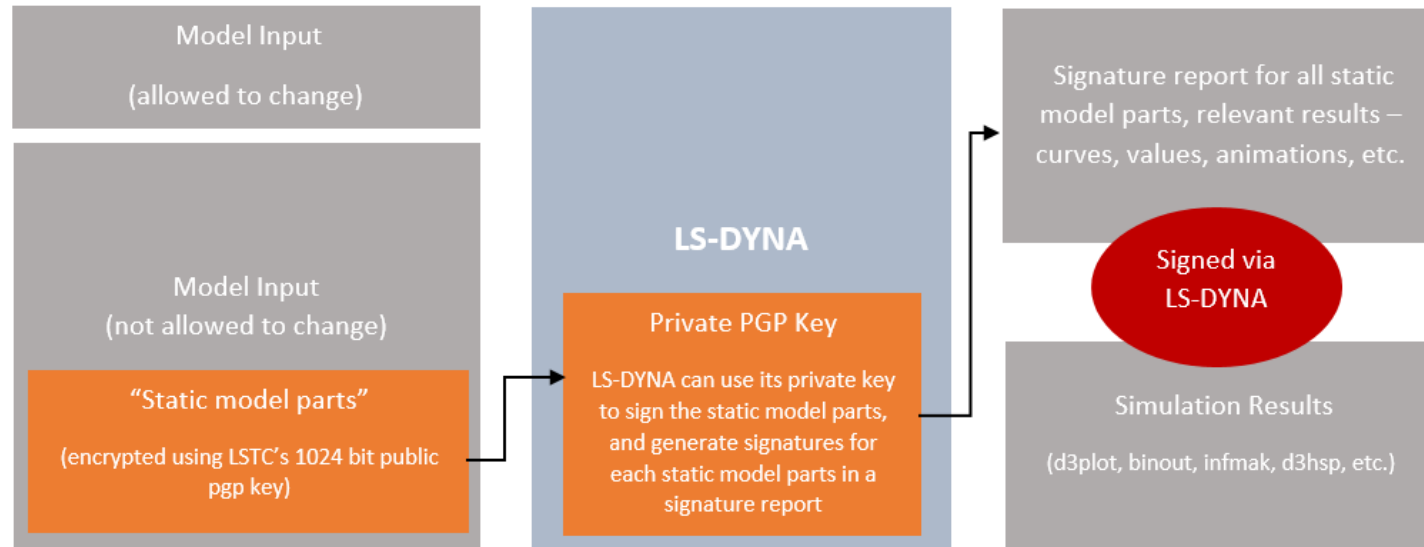 Model Input
(allowed to change)
Model Input
(not allowed to change)
“Static model parts”
(encrypted using LSTC’s 1024 bit public
pgp key)
LS-DYNA
Private PGP Key
LS-DYNA can use its private key
to sign the static model parts,
and generate signatures for
each static model parts in a
signature report
Signature report for all static
model parts, relevant results –
curves, values, animations, etc.
Signed via
LS-DYNA
Simulation Results
(d3plot, binout, infmak, d3hsp, etc.)